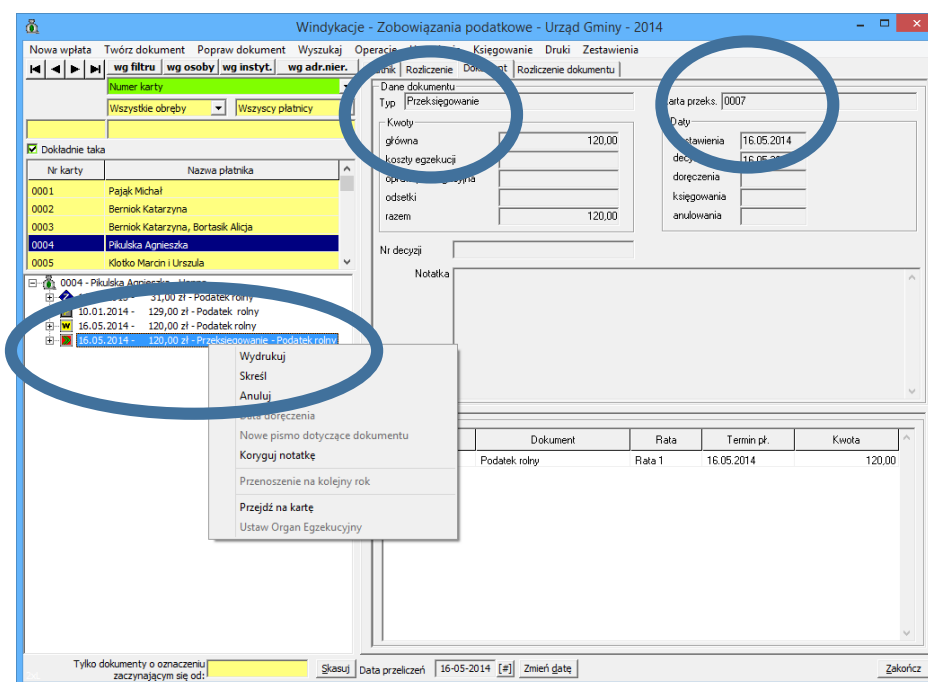 Windykacje - Zobowiązania podatkowe - Urząd Gminy - 2014
Nowa wpłata Twórz dokument Popraw dokument Wyszukaj Operacje Księgowanie Druki Zestawienia
wg filtru wg osoby wg instyt. wg adr.nier.
Rozliczenie Rozliczenie dokumentu
Numer karty
Wszystkie obręby Wszyscy płatnicy
Dokładnie taka
Nr karty Nazwa płatnika
0001 Pająk Michał
0002 Berniok Katarzyna
0003 Berniok Katarzyna, Bortasik Alicja
0004 Pikulska Agnieszka
0005 Klotko Marcin i Urszula
0004 - Pikulska Agnieszka
31,00 zł - Podatek rolny
10.01.2014 - 129,00 zł - Podatek rolny
16.05.2014 - 120,00 zł - Podatek rolny
16.05.2014 - 120,00 zł - Przeksięgowanie - Podatek rolny
Wydrukuj
Skreśl
Anuluj
Data doręczenia
Nowe pismo dotyczące dokumentu
Koryguj notatkę
Przenoszenie na kolejny rok
Przejdź na kartę
Ustaw Organ Egzekucyjny
Dane dokumentu
Typ Przeksięgowanie
Karta przeks. 0007
Kwoty
główna 120,00
koszty egzekucji
odsetki
razem 120,00
Daty
16.05.2014
doręczenia
księgowania
anulowania
Nr decyzji
Notatka
Dokument Rata Termin pł. Kwota
Podatek rolny Rata 1 16.05.2014 120,00
Tylko dokumenty o oznaczeniu
zaczynającym się od:
Skasuj Data przeliczeń 16-05-2014 [#] Zmień datę Zakończ